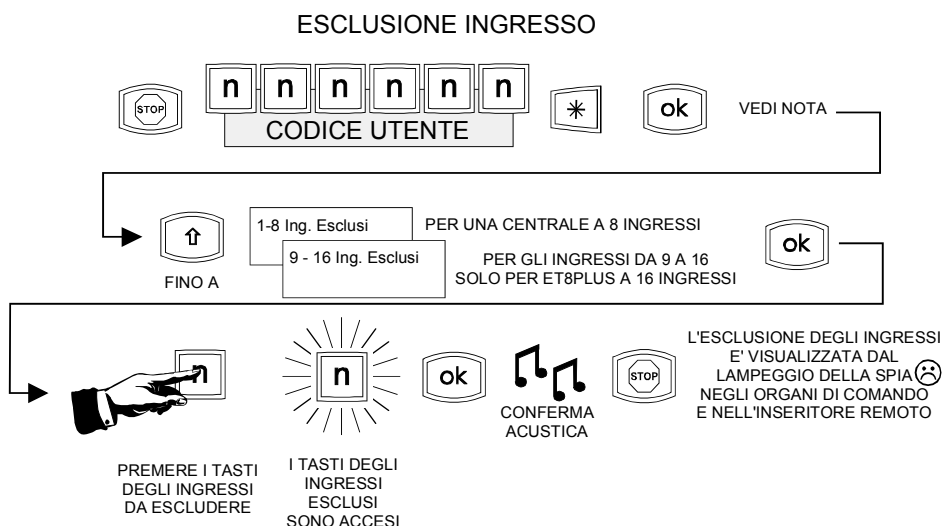 ESCLUSIONE INGRESSO
STOP
n n n n n n
CODICE UTENTE
*
ok
VEDI NOTA
FINO A
1-8 Ing. Esclusi
9 - 16 Ing. Esclusi
PER UNA CENTRALE A 8 INGRESSI
PER GLI INGRESSI DA 9 A 16
SOLO PER ET8PLUS A 16 INGRESSI
ok
n
PREMERE I TASTI
DEGLI INGRESSI
DA ESCLUDERE
n
I TASTI DEGLI
INGRESSI
ESCLUSI
SONO ACCESI
ok
CONFERMA
ACUSTICA
STOP
L'ESCLUSIONE DEGLI INGRESSI
E' VISUALIZZATA DAL
LAMPEGGIO DELLA SPIA
NEGLI ORGANI DI COMANDO
E NELL'INSERITORE REMOTO